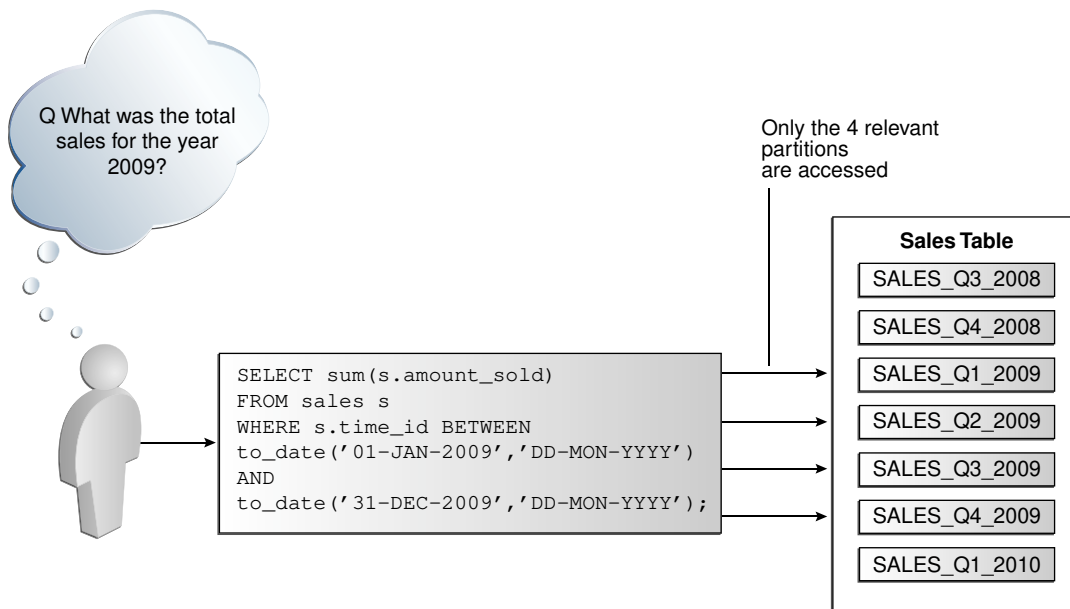 Q What was the total
sales for the year
2009?
Only the 4 relevant
partitions
are accessed
SELECT sum(s.amount_sold)
FROM sales s
WHERE s.time_id BETWEEN
to_date('01-JAN-2009','DD-MON-YYYY')
AND
to_date('31-DEC-2009','DD-MON-YYYY');
Sales Table
SALES_Q3_2008
SALES_Q4_2008
SALES_Q1_2009
SALES_Q2_2009
SALES_Q3_2009
SALES_Q4_2009
SALES_Q1_2010